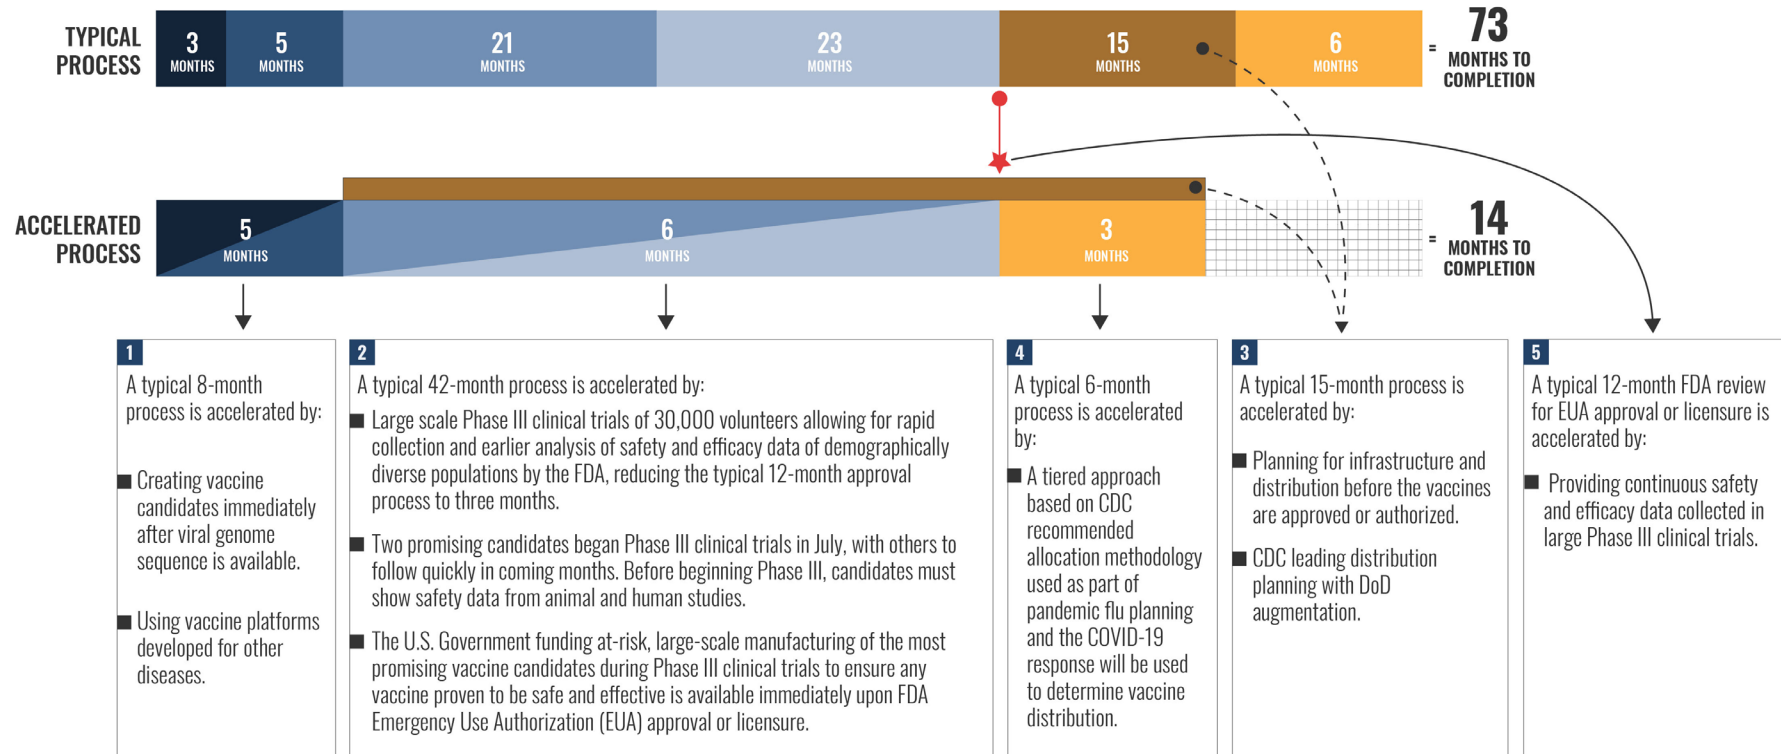 TYPICAL
PROCESS
3
MONTHS
5
MONTHS
21
MONTHS
23
MONTHS
15
MONTHS
6
MONTHS
=
73
MONTHS TO
COMPLETION
ACCELERATED
PROCESS
5
MONTHS
6
MONTHS
3
MONTHS
=
14
MONTHS TO
COMPLETION
1
A typical 8-month
process is accelerated by:
■ Creating vaccine
candidates immediately
after viral genome
sequence is available.
■ Using vaccine platforms
developed for other
diseases.
2
A typical 42-month process is accelerated by:
■ Large scale Phase III clinical trials of 30,000 volunteers allowing for rapid
collection and earlier analysis of safety and efficacy data of demographically
diverse populations by the FDA, reducing the typical 12-month approval
process to three months.
■ Two promising candidates began Phase III clinical trials in July, with others to
follow quickly in coming months. Before beginning Phase III, candidates must
show safety data from animal and human studies.
■ The U.S. Government funding at-risk, large-scale manufacturing of the most
promising vaccine candidates during Phase III clinical trials to ensure any
vaccine proven to be safe and effective is available immediately upon FDA
Emergency Use Authorization (EUA) approval or licensure.
4
A typical 6-month
process is accelerated
by:
■ A tiered approach
based on CDC
recommended
allocation methodology
used as part of
pandemic flu planning
and the COVID-19
response will be used
to determine vaccine
distribution.
3
A typical 15-month process is
accelerated by:
■ Planning for infrastructure and
distribution before the vaccines
are approved or authorized.
■ CDC leading distribution
planning with DoD
augmentation.
5
A typical 12-month FDA review
for EUA approval or licensure is
accelerated by:
■ Providing continuous safety
and efficacy data collected in
large Phase III clinical trials.